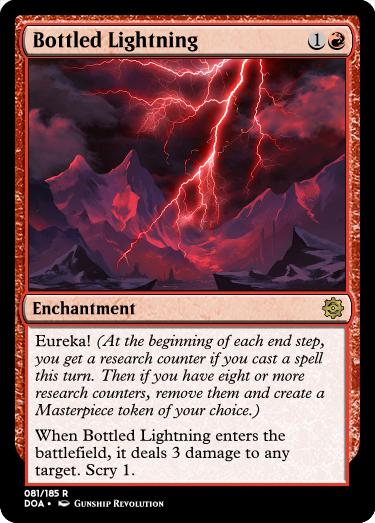 Bottled Lightning 1
Enchantment
Eureka! (At the beginning of each end step,
you get a research counter if you cast a spell
this turn. Then if you have eight or more
research counters, remove them and create a
Masterpiece token of your choice.)
When Bottled Lightning enters the
battlefield, it deals 3 damage to any
target. Scry 1.
081/185 R
DOA • Gunship Revolution